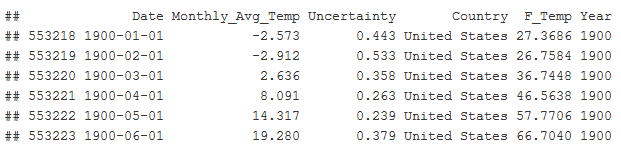 ##              Date Monthly_Avg_Temp Uncertainty       Country  F_Temp Year
## 553218 1900-01-01           -2.573       0.443 United States 27.3686 1900
## 553219 1900-02-01           -2.912       0.533 United States 26.7584 1900
## 553220 1900-03-01            2.636       0.358 United States 36.7448 1900
## 553221 1900-04-01            8.091       0.263 United States 46.5638 1900
## 553222 1900-05-01           14.317       0.239 United States 57.7706 1900
## 553223 1900-06-01           19.280       0.379 United States 66.7040 1900